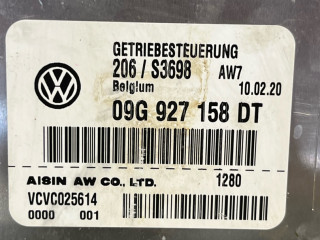 GETRIEBESTEUERUNG
206/S3698 AW7
Belgium 10.02.20
09G 927 158 DT
AISIN AW CO., LTD. 1280
VCVC025614
0000 001